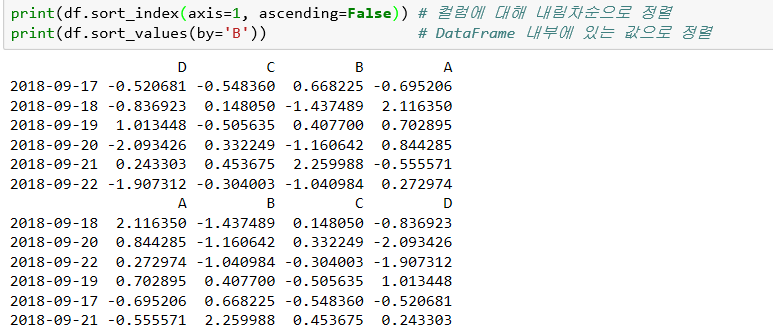 print(df.sort_index(axis=1, ascending=False)) # 컬럼에 대해 내림차순으로 정렬
print(df.sort_values(by='B'))                 # DataFrame 내부에 있는 값으로 정렬
                   D         C         B         A
2018-09-17 -0.520681 -0.548360  0.668225 -0.695206
2018-09-18 -0.836923  0.148050 -1.437489  2.116350
2018-09-19  1.013448 -0.505635  0.407700  0.702895
2018-09-20 -2.093426  0.332249 -1.160642  0.844285
2018-09-21  0.243303  0.453675  2.259988 -0.555571
2018-09-22 -1.907312 -0.304003 -1.040984  0.272974
                   A         B         C         D
2018-09-18  2.116350 -1.437489  0.148050 -0.836923
2018-09-20  0.844285 -1.160642  0.332249 -2.093426
2018-09-22  0.272974 -1.040984 -0.304003 -1.907312
2018-09-19  0.702895  0.407700 -0.505635  1.013448
2018-09-17 -0.695206  0.668225 -0.548360 -0.520681
2018-09-21 -0.555571  2.259988  0.453675  0.243303